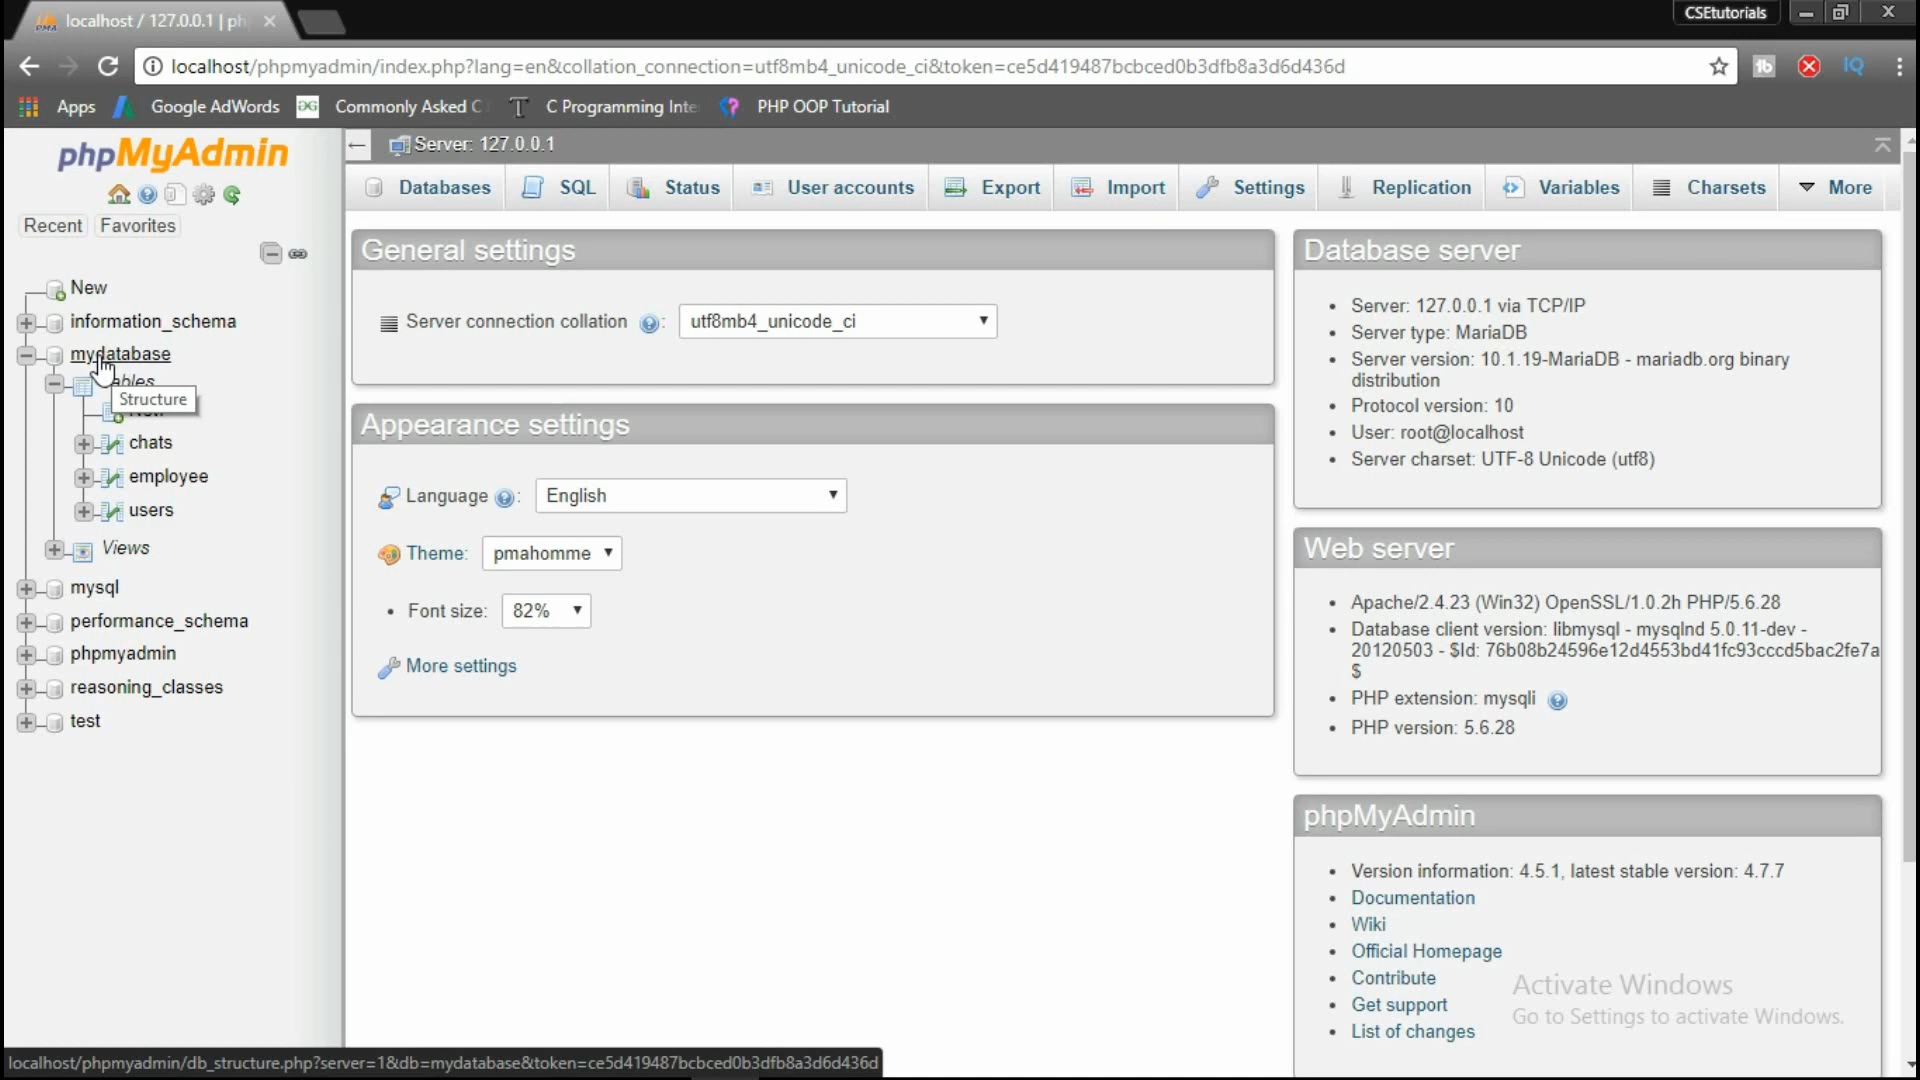 localhost / 127.0.0.1 | ph
CSEtutorials
localhost/phpmyadmin/index.php?lang=en&collation_connection=utf8mb4_unicode_ci&token=ce5d419487bcbced0b3dfb8a3d6d436d
Apps Google AdWords Commonly Asked C C Programming Inte PHP OOP Tutorial
phpMyAdmin
Recent Favorites
New
information_schema
mydatabase
Structure
chats
employee
users
Views
mysql
performance_schema
phpmyadmin
reasoning_classes
test
Server: 127.0.0.1
Databases SQL Status User accounts Export Import Settings Replication Variables Charsets More
General settings
Server connection collation : utf8mb4_unicode_ci
Appearance settings
Language : English
Theme: pmahomme
Font size: 82%
More settings
Database server
Server: 127.0.0.1 via TCP/IP
Server type: MariaDB
Server version: 10.1.19-MariaDB - mariadb.org binary
distribution
Protocol version: 10
User: root@localhost
Server charset: UTF-8 Unicode (utf8)
Web server
Apache/2.4.23 (Win32) OpenSSL/1.0.2h PHP/5.6.28
Database client version: libmysql - mysqlnd 5.0.11-dev -
20120503 - $Id: 76b08b24596e12d4553bd41fc93cccd5bac2fe7a
$
PHP extension: mysqli
PHP version: 5.6.28
phpMyAdmin
Version information: 4.5.1, latest stable version: 4.7.7
Documentation
Wiki
Official Homepage
Contribute
Get support
List of changes
Activate Windows
Go to Settings to activate Windows.
localhost/phpmyadmin/db_structure.php?server=1&db=mydatabase&token=ce5d419487bcbced0b3dfb8a3d6d436d